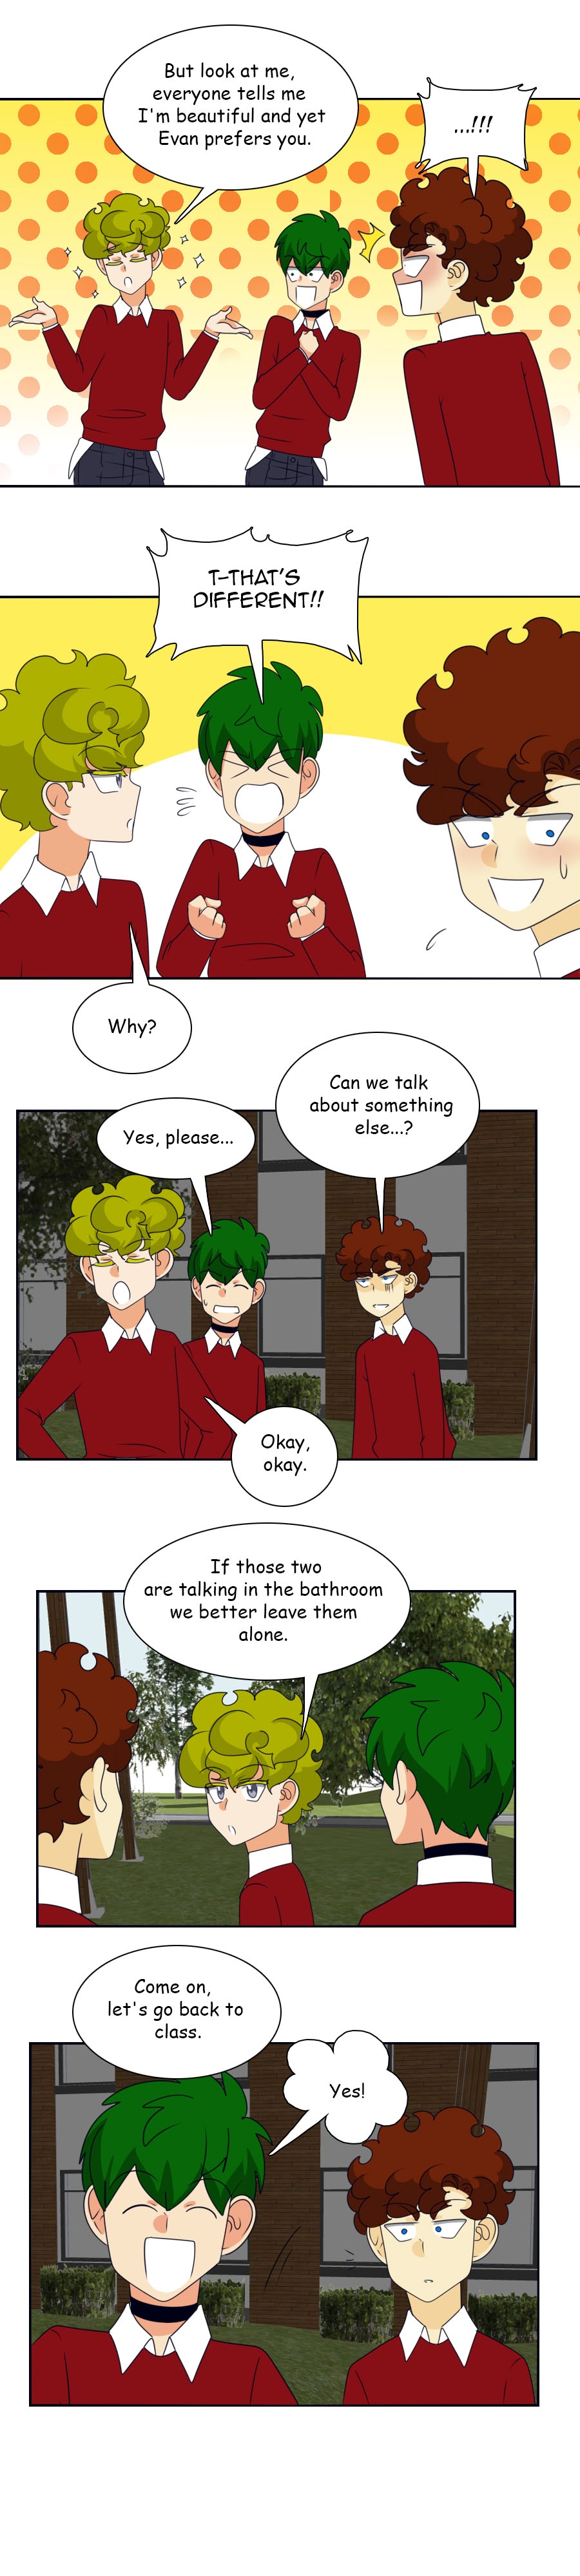 But look at me,
everyone tells me
I'm beautiful and yet
Evan prefers you.
...!!!
T-THAT'S
DIFFERENT!!
Why?
Can we talk
about something
else...?
Yes, please...
Okay,
okay.
If those two
are talking in the bathroom
we better leave them
alone.
Come on,
let's go back to
class.
Yes!